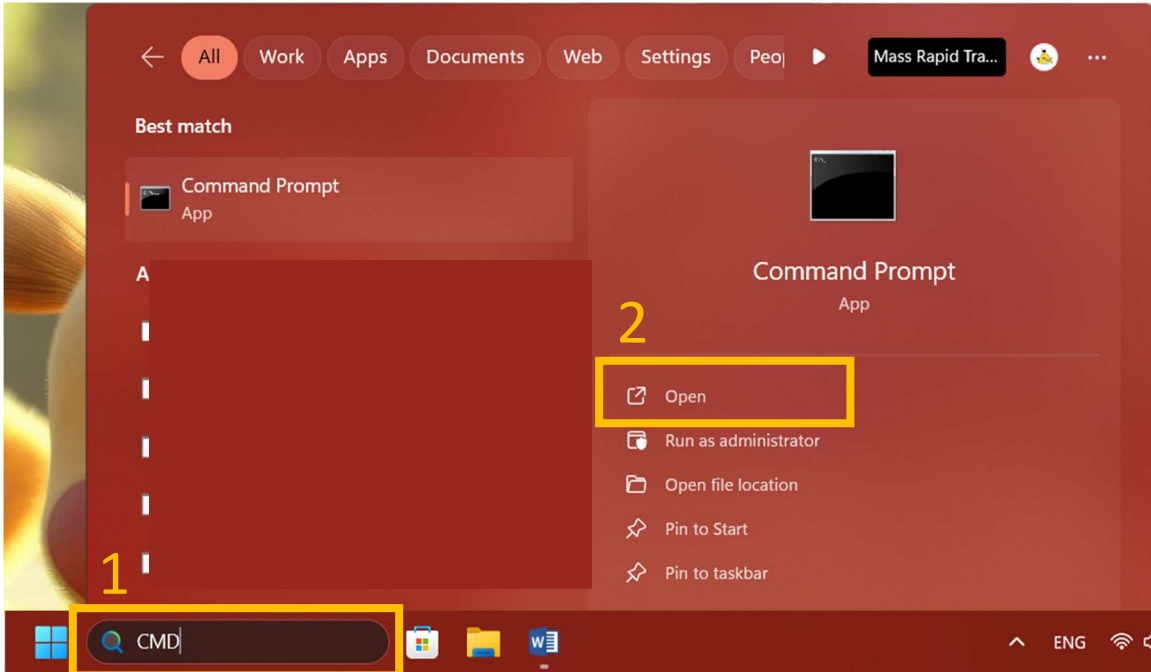 All Work Apps Documents Web Settings Mass Rapid Tra... ...
Best match
Command Prompt
App
A
Command Prompt
App
2
Open
Run as administrator
Open file location
Pin to Start
Pin to taskbar
1
CMD
ENG